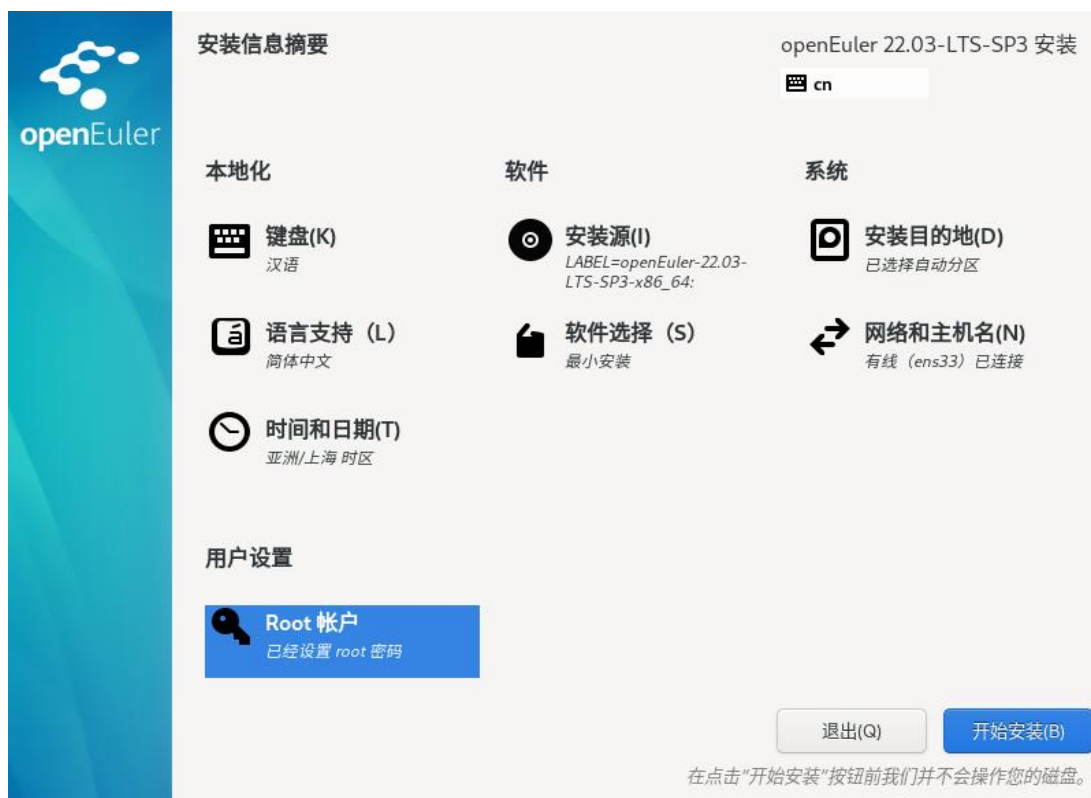 openEuler
安装信息摘要
openEuler 22.03-LTS-SP3 安装
cn
本地化
软件
系统
键盘(K)
汉语
安装源(I)
LABEL=openEuler-22.03-
LTS-SP3-x86_64:
安装目的地(D)
已选择自动分区
语言支持（L）
简体中文
软件选择（S）
最小安装
网络和主机名(N)
有线（ens33）已连接
时间和日期(T)
亚洲/上海 时区
用户设置
Root 帐户
已经设置 root 密码
退出(Q)
开始安装(B)
在点击"开始安装"按钮前我们并不会操作您的磁盘。